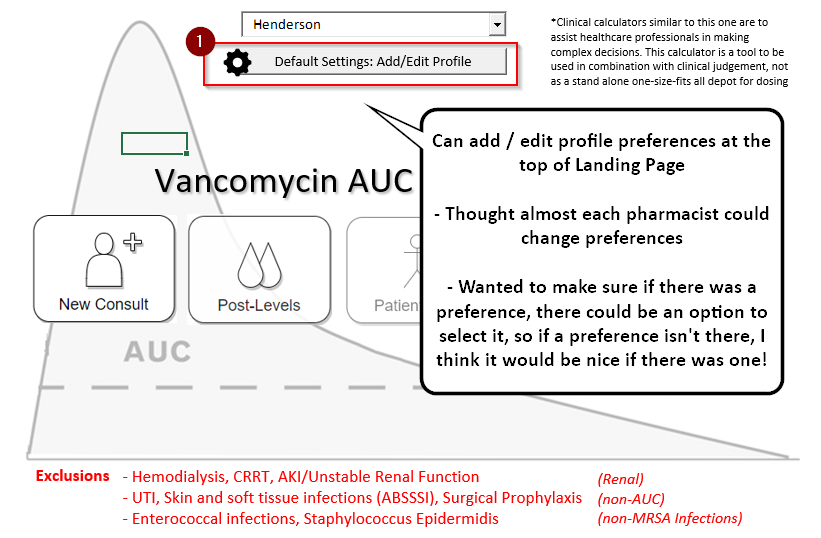 Henderson
1
Default Settings: Add/Edit Profile
*Clinical calculators similar to this one are to
assist healthcare professionals in making
complex decisions. This calculator is a tool to be
used in combination with clinical judgement, not
as a stand alone one-size-fits all depot for dosing
Can add / edit profile preferences at the
top of Landing Page
- Thought almost each pharmacist could
change preferences
- Wanted to make sure if there was a
preference, there could be an option to
select it, so if a preference isn't there, I
think it would be nice if there was one!
Vancomycin AUC
New Consult
Post-Levels
Patien
AUC
Exclusions
- Hemodialysis, CRRT, AKI/Unstable Renal Function (Renal)
- UTI, Skin and soft tissue infections (ABSSSI), Surgical Prophylaxis (non-AUC)
- Enterococcal infections, Staphylococcus Epidermidis (non-MRSA Infections)